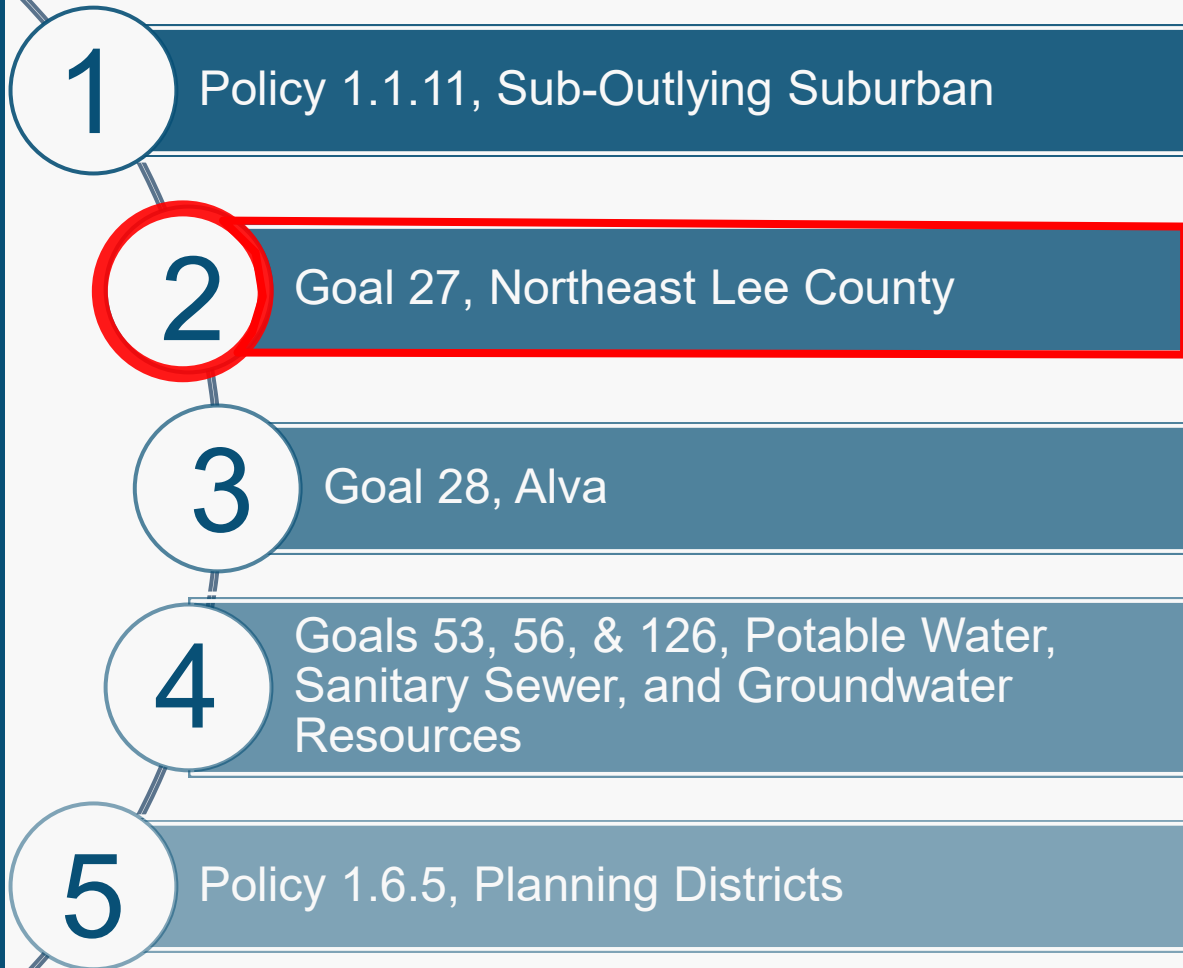 1
Policy 1.1.11, Sub-Outlying Suburban
2
Goal 27, Northeast Lee County
3
Goal 28, Alva
4
Goals 53, 56, & 126, Potable Water,
Sanitary Sewer, and Groundwater
Resources
5
Policy 1.6.5, Planning Districts